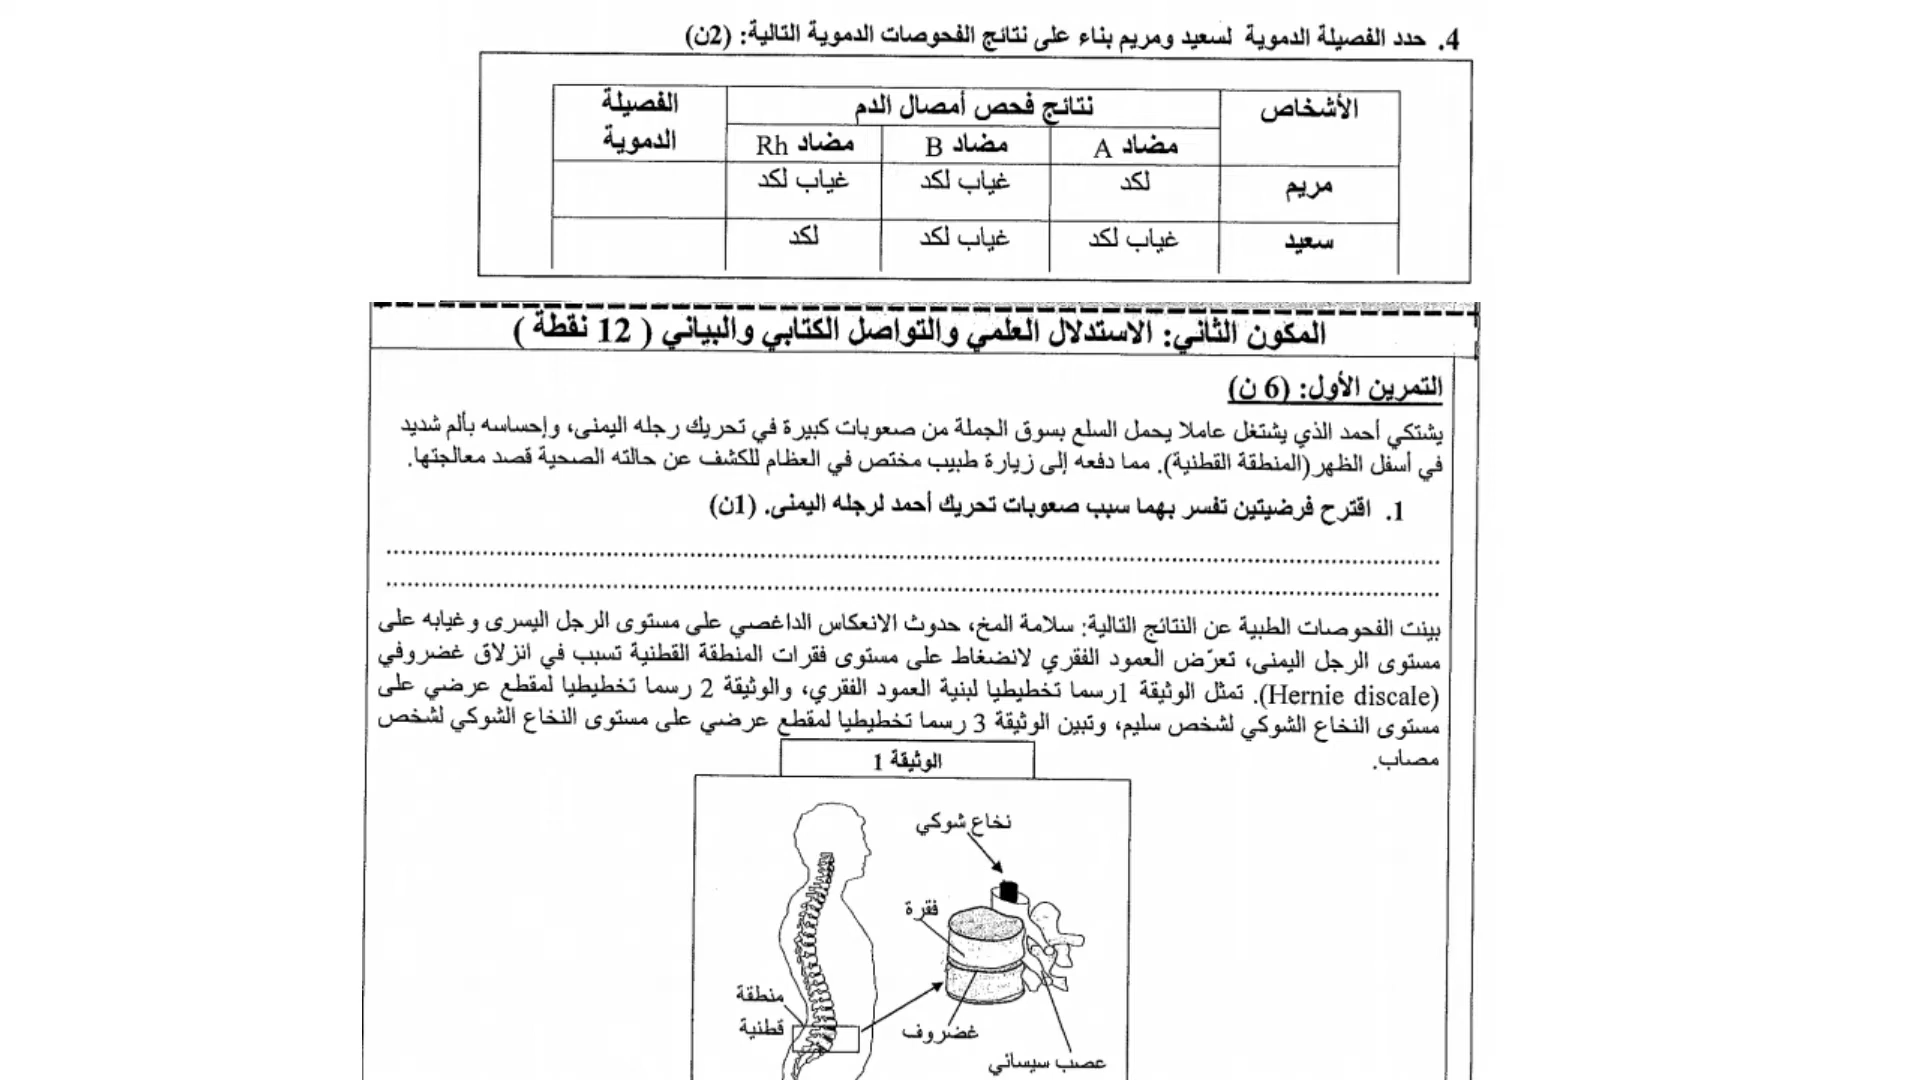 4. حدد الفصيلة الدموية لسعيد ومريم بناء على نتائج الفحوصات الدموية التالية: (2ن)
الأشخاص نتائج فحص أمصال الدم الفصيلة الدموية
مضاد A مضاد B مضاد Rh
مريم لكد غياب لكد غياب لكد
سعيد غياب لكد غياب لكد لكد
المكون الثاني: الاستدلال العلمي والتواصل الكتابي والبياني ( 12 نقطة )
التمرين الأول: (6 ن)
يشتكي أحمد الذي يشتغل عاملا يحمل السلع بسوق الجملة من صعوبات كبيرة في تحريك رجله اليمنى، وإحساسه بألم شديد
في أسفل الظهر(المنطقة القطنية). مما دفعه إلى زيارة طبيب مختص في العظام للكشف عن حالته الصحية قصد معالجتها.
1. اقترح فرضيتين تفسر بهما سبب صعوبات تحريك أحمد لرجله اليمنى. (1ن)
بينت الفحوصات الطبية عن النتائج التالية: سلامة المخ، حدوث الانعكاس الداغصي على مستوى الرجل اليسرى وغيابه على
مستوى الرجل اليمنى، تعرّض العمود الفقري لانضغاط على مستوى فقرات المنطقة القطنية تسبب في انزلاق غضروفي
(Hernie discale). تمثل الوثيقة 1رسما تخطيطيا لبنية العمود الفقري، والوثيقة 2 رسما تخطيطيا لمقطع عرضي على
مستوى النخاع الشوكي لشخص سليم، وتبين الوثيقة 3 رسما تخطيطيا لمقطع عرضي على مستوى النخاع الشوكي لشخص
مصاب.
الوثيقة 1
نخاع شوكي
فقرة
منطقة
قطنية
غضروف
عصب سيساني